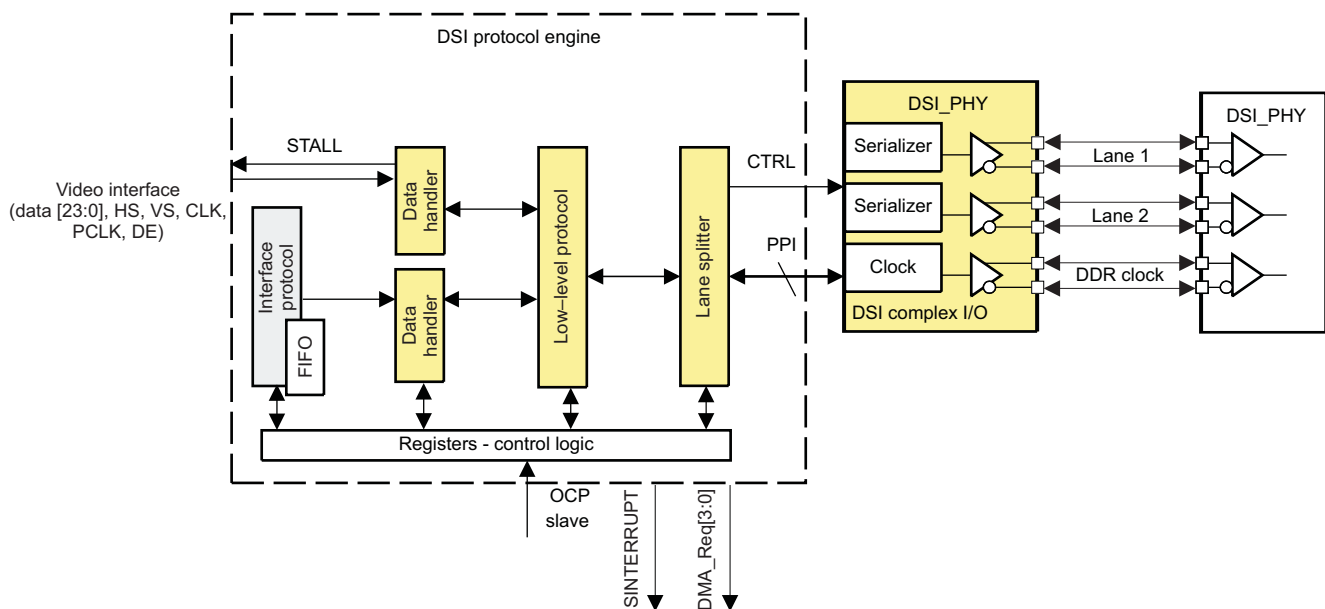 DSI protocol engine
STALL
Video interface
(data [23:0], HS, VS, CLK,
PCLK, DE)
Interface
protocol
FIFO
Data
handler
Data
handler
Low–level protocol
Lane splitter
Registers - control logic
OCP
slave
SINTERRUPT
DMA_Req[3:0]
CTRL
PPI
DSI_PHY
Serializer
Serializer
Clock
DSI complex I/O
Lane 1
Lane 2
DDR clock
DSI_PHY